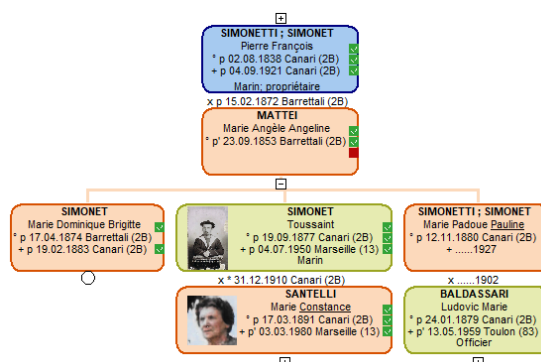 SIMONETTI ; SIMONET
Pierre François
° p 02.08.1838 Canari (2B)
+ p 04.09.1921 Canari (2B)
Marin; propriétaire
x p 15.02.1872 Barrettali (2B)
MATTEI
Marie Angèle Angeline
° p' 23.09.1853 Barrettali (2B)
SIMONET
Marie Dominique Brigitte
° p 17.04.1874 Barrettali (2B)
+ p 19.02.1883 Canari (2B)
SIMONET
Toussaint
° p 19.09.1877 Canari (2B)
+ p 04.07.1950 Marseille (13)
Marin
x * 31.12.1910 Canari (2B)
SANTELLI
Marie Constance
° p 17.03.1891 Canari (2B)
+ p' 03.03.1980 Marseille (13)
SIMONETTI ; SIMONET
Marie Padoue Pauline
° p 12.11.1880 Canari (2B)
+ ......1927
x ......1902
BALDASSARI
Ludovic Marie
° p 24.01.1879 Canari (2B)
+ p' 13.05.1959 Toulon (83)
Officier